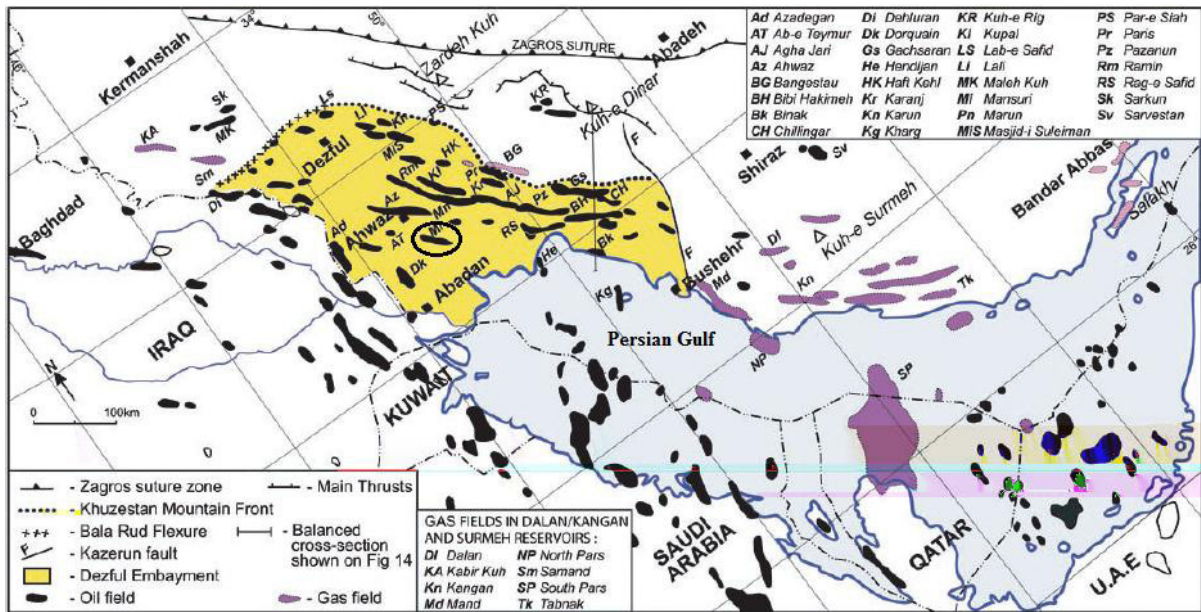 Ad Azadegan
AT Ab-e Teymur
AJ Agha Jari
Az Ahwaz
BG Bangestau
BH Bibi Hakimeh
Bk Binak
CH Chillingar
Di Dehluran
Dk Dorquain
Gs Gachsaran
He Hendijan
HK Haft Kehl
Kr Karanj
Kn Karun
Kg Kharg
KR Kuh-e Rig
Kl Kupal
LS Lab-e Safid
Ll Lali
MK Maleh Kuh
Ml Mansuri
Pn Marun
MiS Masjid-i Suleiman
PS Par-e Siah
Pr Paris
Pz Pazanun
Rm Ramin
RS Rag-e Safid
Sk Sarkun
Sv Sarvestan
34°
50°
48°
Kermanshah
Zardeh Kuh
ZAGROS SUTURE
Abadeh
Kuh-e Dinar
Sk
MK
KA
Sm
Ls
LI
Kn
PS
KR
F
Dezful
MIS
HK
BG
Shiraz
Sv
Bandar Abbas
Salakh
Baghdad
Di
Rm
Kl
Pr
Kr
AJ
Pz
Gs
CH
BH
Kuh-e Surmeh
Az
Ad
Ahwaz
AT
Mn
RS
Bk
He
Dk
Abadan
F
Bushehr
Md
DI
Kn
Tk
26°
Kg
Persian Gulf
NP
SP
IRAQ
N
0 100km
KUWAIT
SAUDI
ARABIA
QATAR
U.A.E
- Zagros suture zone
- Main Thrusts
- Khuzestan Mountain Front
- Bala Rud Flexure
- Balanced
cross-section
shown on Fig 14
F
- Kazerun fault
- Dezful Embayment
- Oil field
- Gas field
GAS FIELDS IN DALAN/KANGAN
AND SURMEH RESERVOIRS :
DI Dalan
KA Kabir Kuh
Kn Kangan
Md Mand
NP North Pars
Sm Samand
SP South Pars
Tk Tabnak